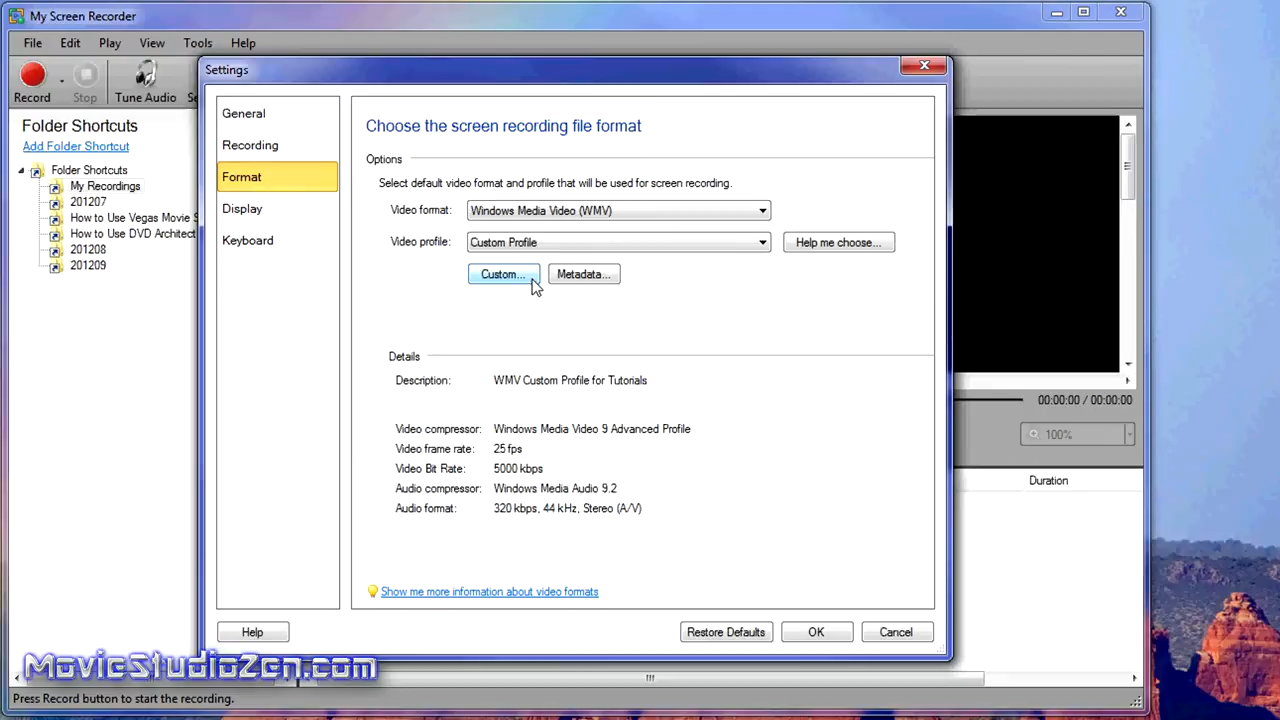 My Screen Recorder
File Edit Play View Tools Help
Record Stop Tune Audio
Folder Shortcuts
Add Folder Shortcut
Folder Shortcuts
My Recordings
201207
How to Use Vegas Movie S
How to Use DVD Architect
201208
201209
Settings
General
Recording
Format
Display
Keyboard
Choose the screen recording file format
Options
Select default video format and profile that will be used for screen recording.
Video format: Windows Media Video (WMV)
Video profile: Custom Profile Help me choose...
Custom... Metadata...
Details
Description: WMV Custom Profile for Tutorials
Video compressor: Windows Media Video 9 Advanced Profile
Video frame rate: 25 fps
Video Bit Rate: 5000 kbps
Audio compressor: Windows Media Audio 9.2
Audio format: 320 kbps, 44 kHz, Stereo (A/V)
Show me more information about video formats
Help Restore Defaults OK Cancel
00:00:00 / 00:00:00
100%
Duration
MovieStudioZen.com
Press Record button to start the recording.